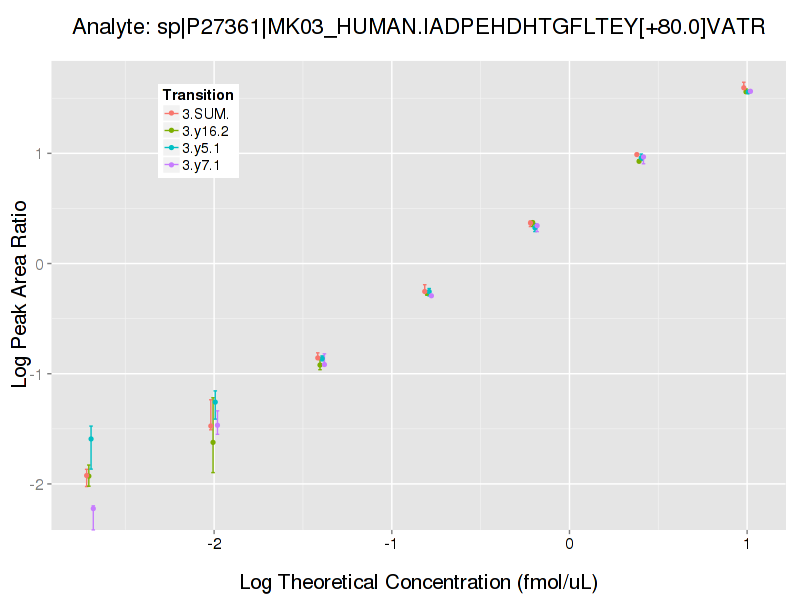 Analyte: sp|P27361|MK03_HUMAN.IADPEHDHTGFLTEY[+80.0]VATR
Transition
3.SUM.
3.y16.2
3.y5.1
3.y7.1
Log Peak Area Ratio
1
0
-1
-2
-2
-1
0
1
Log Theoretical Concentration (fmol/uL)